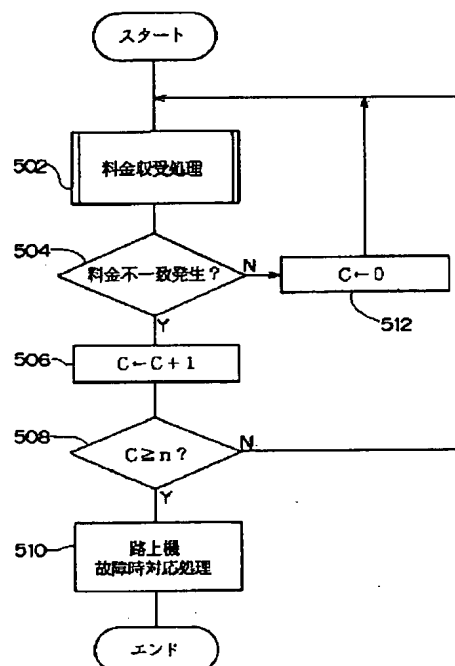 スタート
502
料金収受処理
504
料金不一致発生?
N
C←0
512
Y
506
C←C+1
508
C≧n?
N
Y
510
路上機
故障時対応処理
エンド